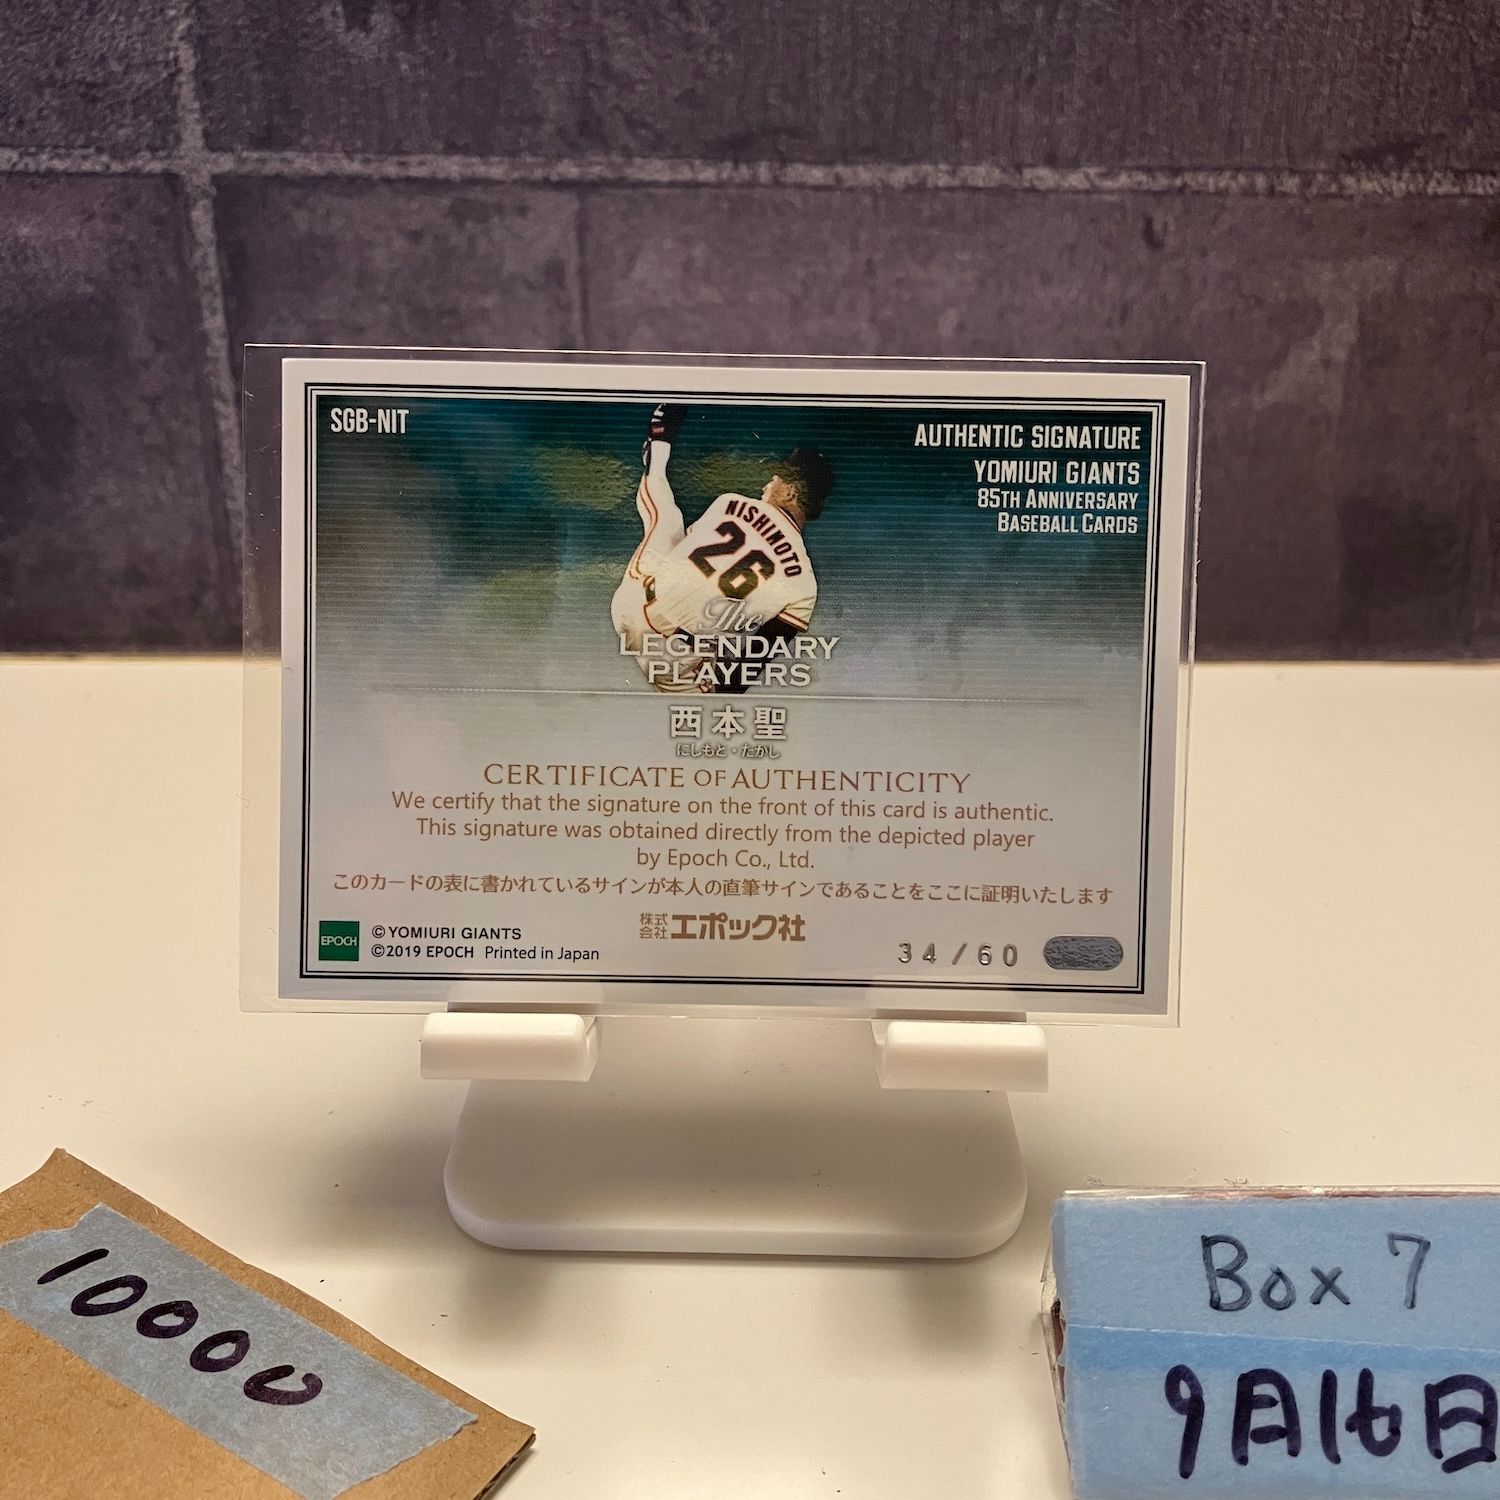 SGB-NIT
AUTHENTIC SIGNATURE
YOMIURI GIANTS
85TH ANNIVERSARY
BASEBALL CARDS
NISHIMOTO
26
The
LEGENDARY
PLAYERS
西本聖
にしもと・たかし
CERTIFICATE OF AUTHENTICITY
We certify that the signature on the front of this card is authentic.
This signature was obtained directly from the depicted player
by Epoch Co., Ltd.
このカードの表に書かれているサインが本人の直筆サインであることをここに証明いたします
EPOCH
©YOMIURI GIANTS
©2019 EPOCH Printed in Japan
株式会社エポック社
34/60
10000
Box 7
9月16日